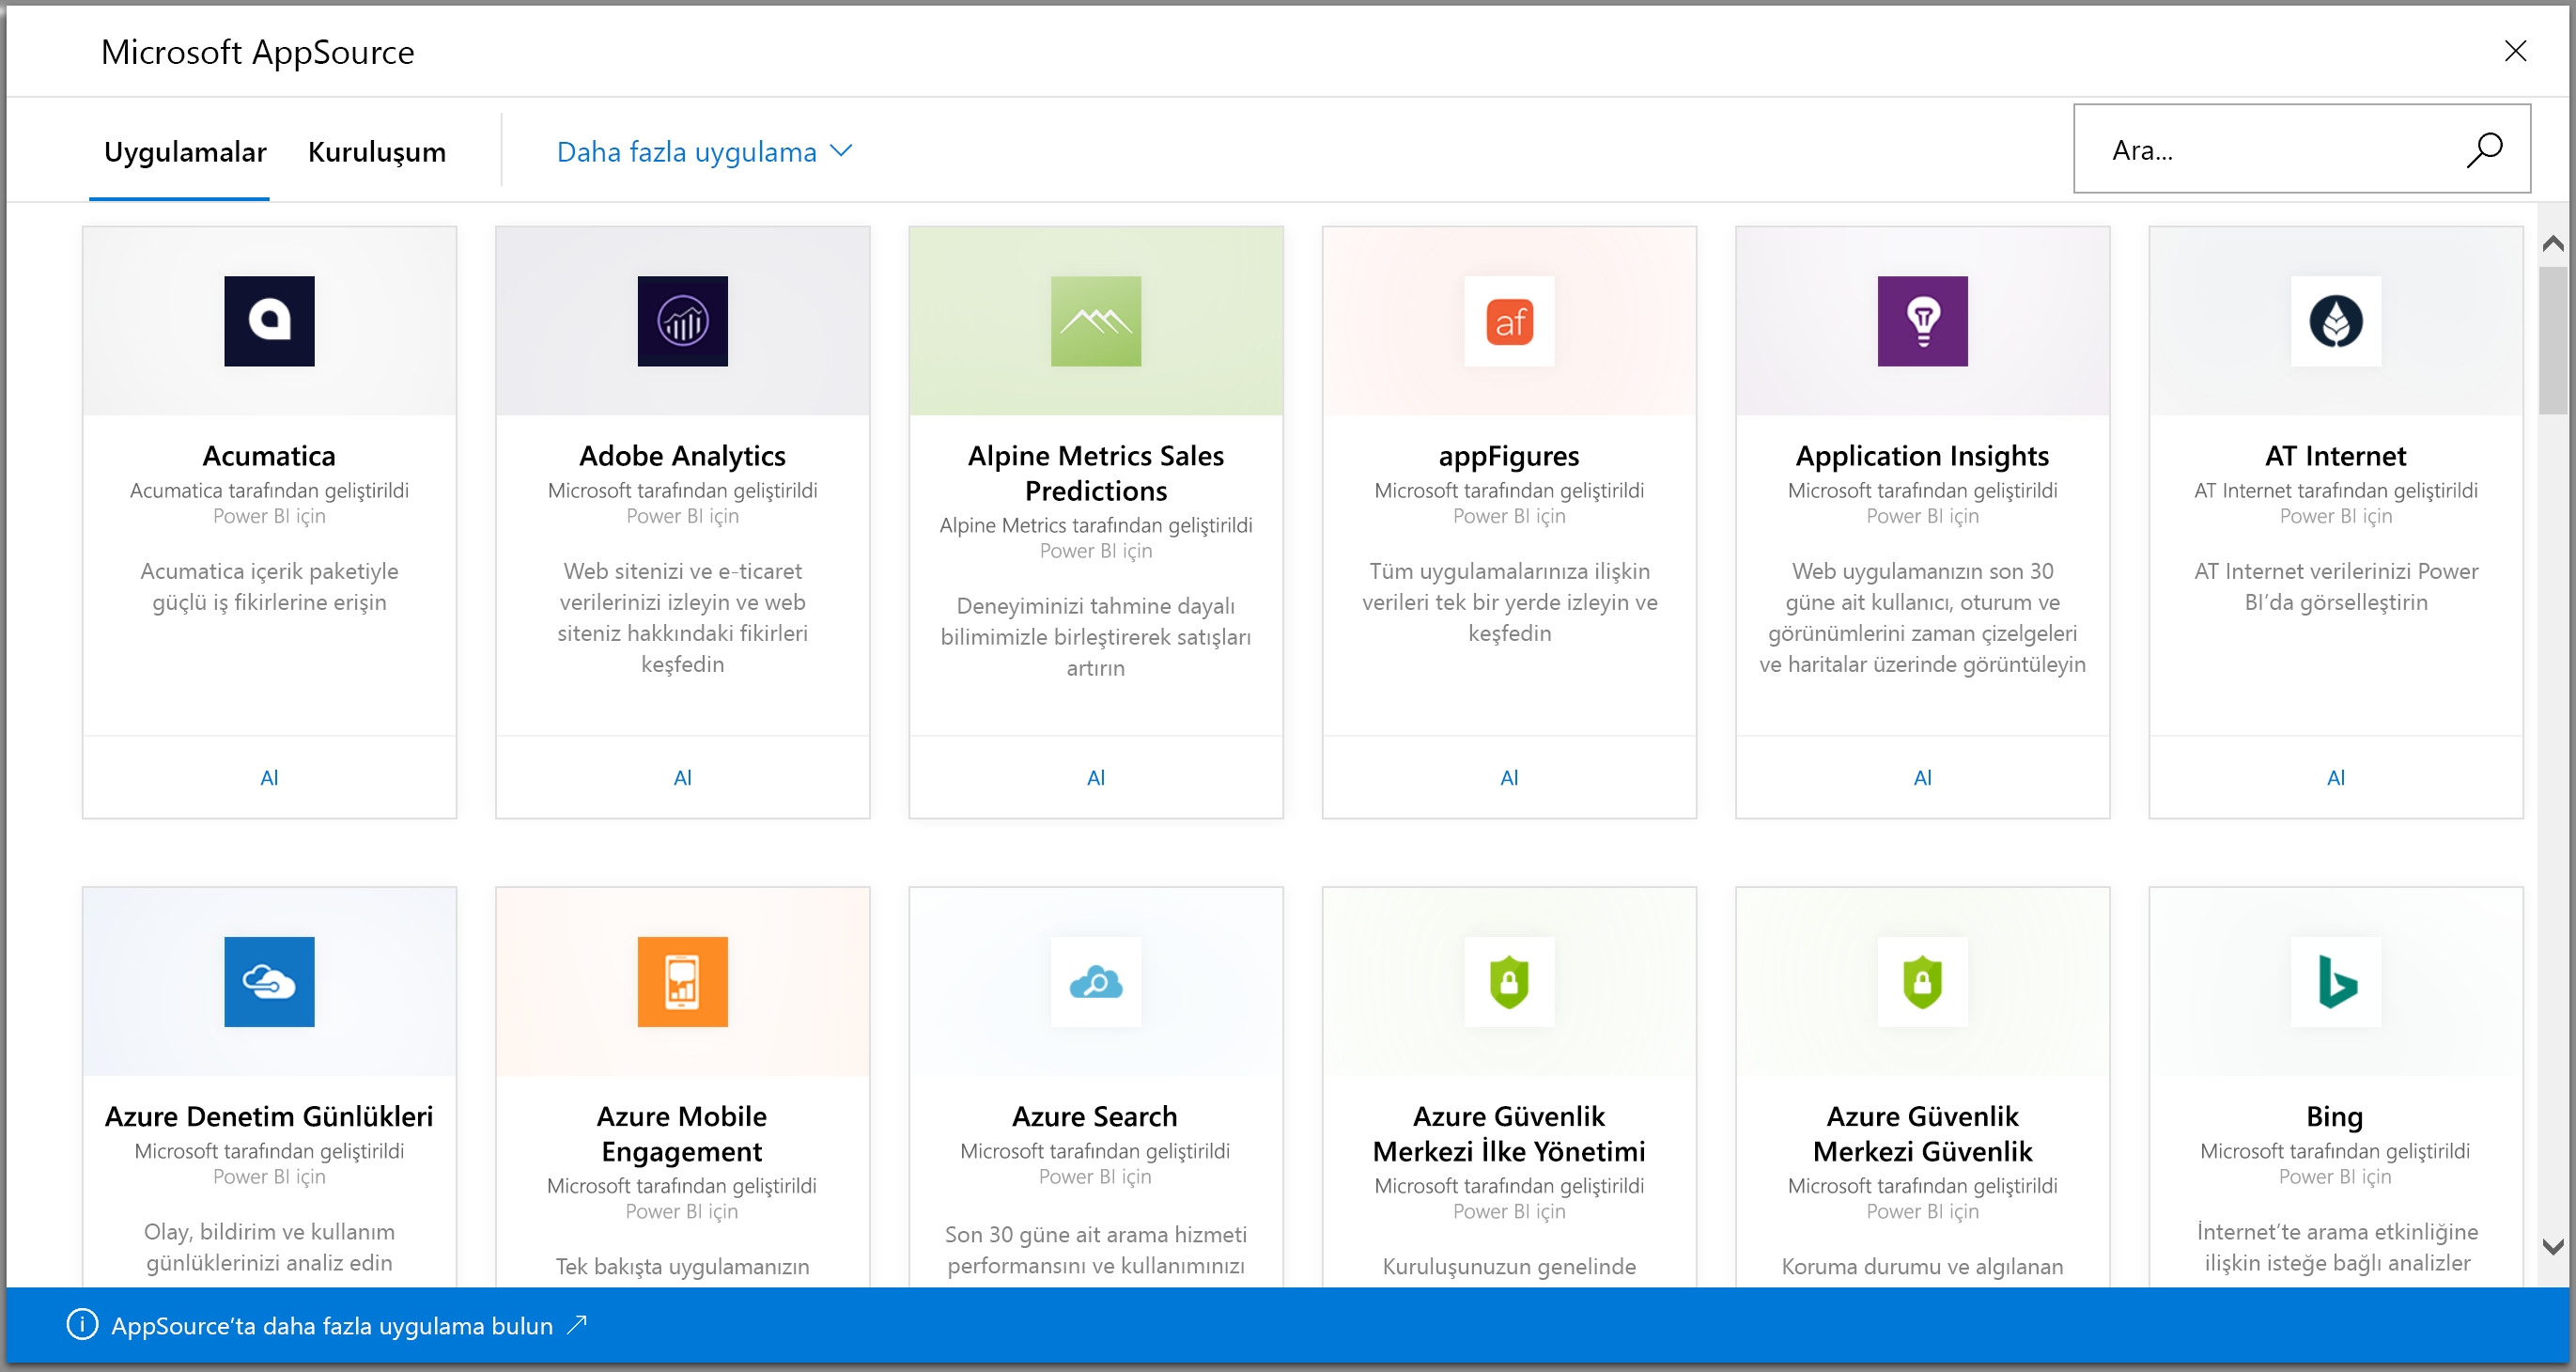 Microsoft AppSource
Uygulamalar
Kuruluşum
Daha fazla uygulama
Ara...
af
Acumatica
Acumatica tarafından geliştirildi
Power BI için
Acumatica içerik paketiyle
güçlü iş fikirlerine erişin
Al
Adobe Analytics
Microsoft tarafından geliştirildi
Power BI için
Web sitenizi ve e-ticaret
verilerinizi izleyin ve web
siteniz hakkındaki fikirleri
keşfedin
Al
Alpine Metrics Sales
Predictions
Alpine Metrics tarafından geliştirildi
Power BI için
Deneyiminizi tahmine dayalı
bilimimizle birleştirerek satışları
artırın
Al
appFigures
Microsoft tarafından geliştirildi
Power BI için
Tüm uygulamalarınıza ilişkin
verileri tek bir yerde izleyin ve
keşfedin
Al
Application Insights
Microsoft tarafından geliştirildi
Power BI için
Web uygulamanızın son 30
güne ait kullanıcı, oturum ve
görünümlerini zaman çizelgeleri
ve haritalar üzerinde görüntüleyin
Al
AT Internet
AT Internet tarafından geliştirildi
Power BI için
AT Internet verilerinizi Power
BI’da görselleştirin
Al
Azure Denetim Günlükleri
Microsoft tarafından geliştirildi
Power BI için
Olay, bildirim ve kullanım
günlüklerinizi analiz edin
Azure Mobile
Engagement
Microsoft tarafından geliştirildi
Power BI için
Tek bakışta uygulamanızın
Azure Search
Microsoft tarafından geliştirildi
Power BI için
Son 30 güne ait arama hizmeti
performansını ve kullanımınızı
Azure Güvenlik
Merkezi İlke Yönetimi
Microsoft tarafından geliştirildi
Power BI için
Kuruluşunuzun genelinde
Azure Güvenlik
Merkezi Güvenlik
Microsoft tarafından geliştirildi
Power BI için
Koruma durumu ve algılanan
Bing
Microsoft tarafından geliştirildi
Power BI için
İnternet’te arama etkinliğine
ilişkin isteğe bağlı analizler
AppSource’ta daha fazla uygulama bulun